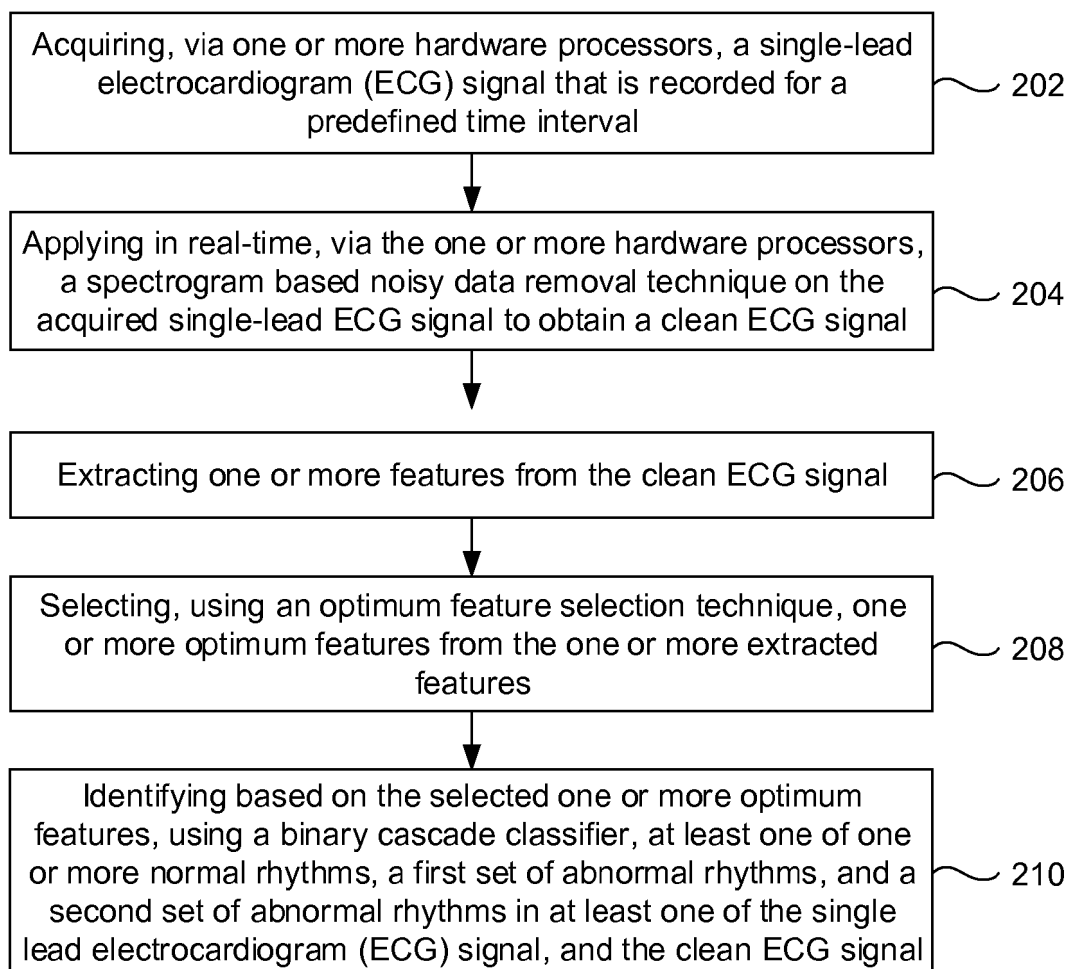 Acquiring, via one or more hardware processors, a single-lead
electrocardiogram (ECG) signal that is recorded for a
predefined time interval
202
Applying in real-time, via the one or more hardware processors,
a spectrogram based noisy data removal technique on the
acquired single-lead ECG signal to obtain a clean ECG signal
204
Extracting one or more features from the clean ECG signal
206
Selecting, using an optimum feature selection technique, one
or more optimum features from the one or more extracted
features
208
Identifying based on the selected one or more optimum
features, using a binary cascade classifier, at least one of one
or more normal rhythms, a first set of abnormal rhythms, and a
second set of abnormal rhythms in at least one of the single
lead electrocardiogram (ECG) signal, and the clean ECG signal
210